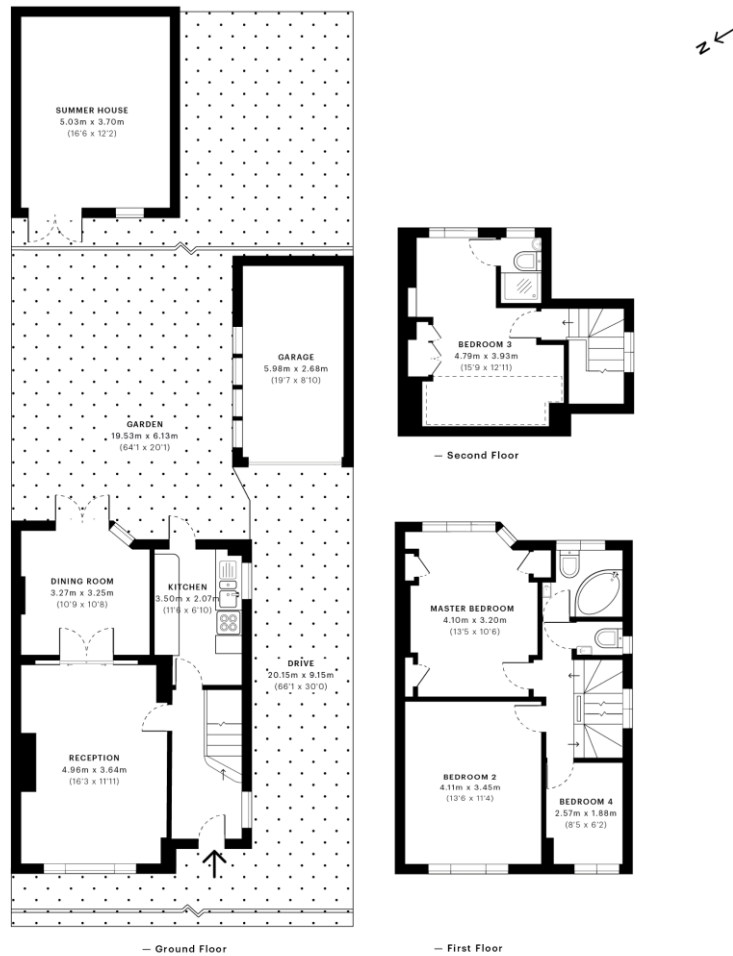 N
SUMMER HOUSE
5.03m x 3.70m
(16'6 x 12'2)
GARAGE
5.98m x 2.68m
(19'7 x 8'10)
GARDEN
19.53m x 6.13m
(64'1 x 20'1)
DINING ROOM
3.27m x 3.25m
(10'9 x 10'8)
KITCHEN
3.50m x 2.07m
(11'6 x 6'10)
DRIVE
20.15m x 9.15m
(66'1 x 30'0)
RECEPTION
4.96m x 3.64m
(16'3 x 11'11)
— Ground Floor
BEDROOM 3
4.79m x 3.93m
(15'9 x 12'11)
— Second Floor
MASTER BEDROOM
4.10m x 3.20m
(13'5 x 10'6)
BEDROOM 2
4.11m x 3.45m
(13'6 x 11'4)
BEDROOM 4
2.57m x 1.88m
(8'5 x 6'2)
— First Floor